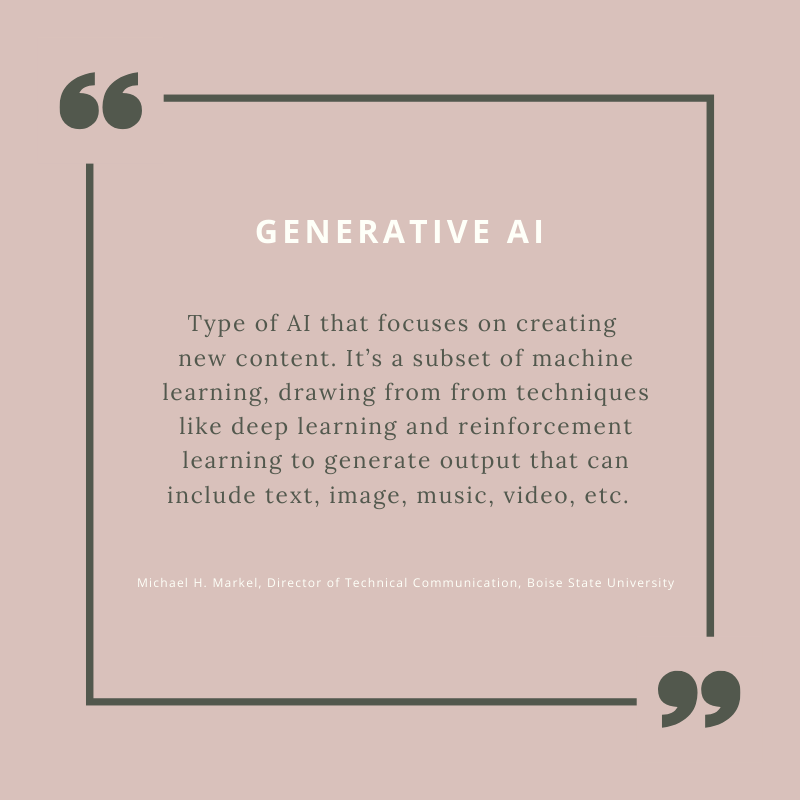 “
GENERATIVE AI
Type of AI that focuses on creating
new content. It’s a subset of machine
learning, drawing from from techniques
like deep learning and reinforcement
learning to generate output that can
include text, image, music, video, etc.
Michael H. Markel, Director of Technical Communication, Boise State University
”